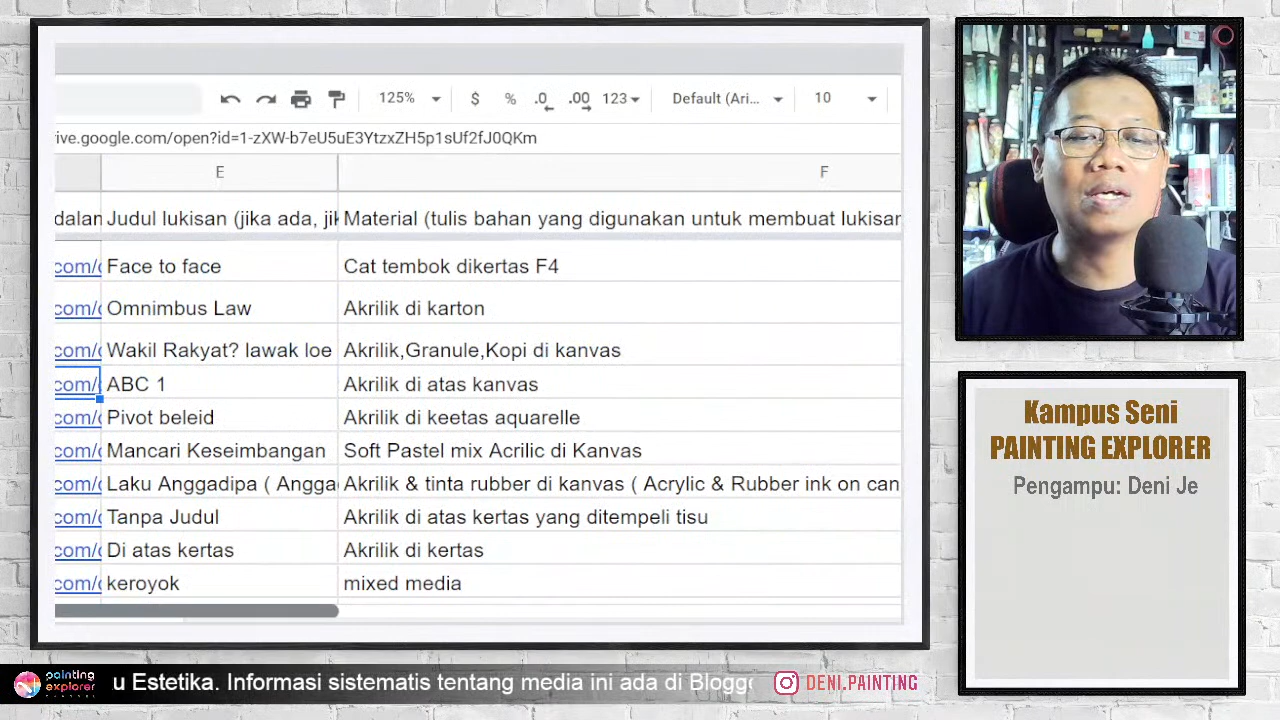 125%
$ % .0 .00 123
Default (Ari...
10
rive.google.com/open?id=1-zXW-b7eU5uE3YtzxZH5p1sUf2fJ0QKm
E
F
dalan Judul lukisan (jika ada, jik Material (tulis bahan yang digunakan untuk membuat lukisan
com/ Face to face Cat tembok dikertas F4
com/ Omnimbus Law Akrilik di karton
com/ Wakil Rakyat? lawak loe Akrilik,Granule,Kopi di kanvas
com/ ABC 1 Akrilik di atas kanvas
com/ Pivot beleid Akrilik di keetas aquarelle
com/ Mancari Keseimbangan Soft Pastel mix Acrilic di Kanvas
com/ Laku Anggadipa ( Angga Akrilik & tinta rubber di kanvas ( Acrylic & Rubber ink on can
com/ Tanpa Judul Akrilik di atas kertas yang ditempeli tisu
com/ Di atas kertas Akrilik di kertas
com/ keroyok mixed media
Kampus Seni
PAINTING EXPLORER
Pengampu: Deni Je
painting
explorer
CHANNEL
u Estetika. Informasi sistematis tentang media ini ada di Blogg
DENI.PAINTING